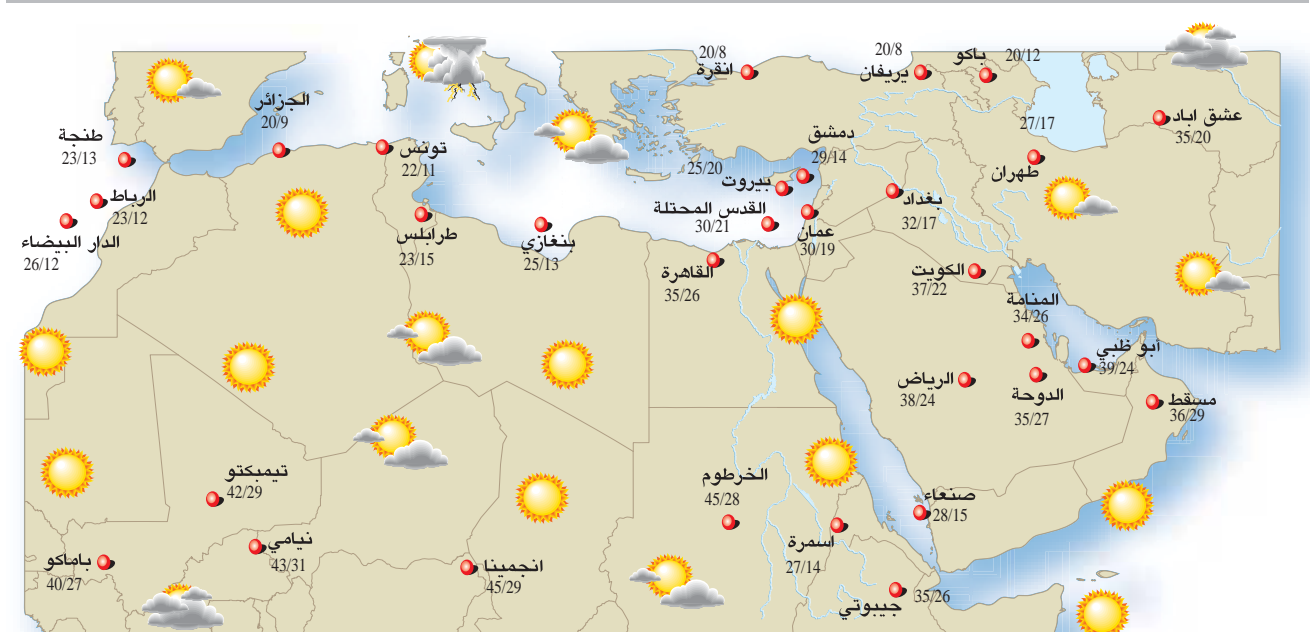 انقرة
20/8
يريفان
20/8
باكو
20/12
عشق اباد
35/20
الجزائر
20/9
طنجة
23/13
تونس
22/11
دمشق
29/14
بيروت
25/20
طهران
27/17
الرباط
23/12
الدار البيضاء
26/12
طرابلس
23/15
بنغازي
25/13
القدس المحتلة
30/21
عمان
30/19
بغداد
32/17
القاهرة
35/26
الكويت
37/22
المنامة
34/26
أبو ظبي
39/24
الرياض
38/24
الدوحة
35/27
مسقط
36/29
تيمبكتو
42/29
الخرطوم
45/28
صنعاء
28/15
باماكو
40/27
نيامي
43/31
انجمينا
45/29
اسمرة
27/14
جيبوتي
35/26